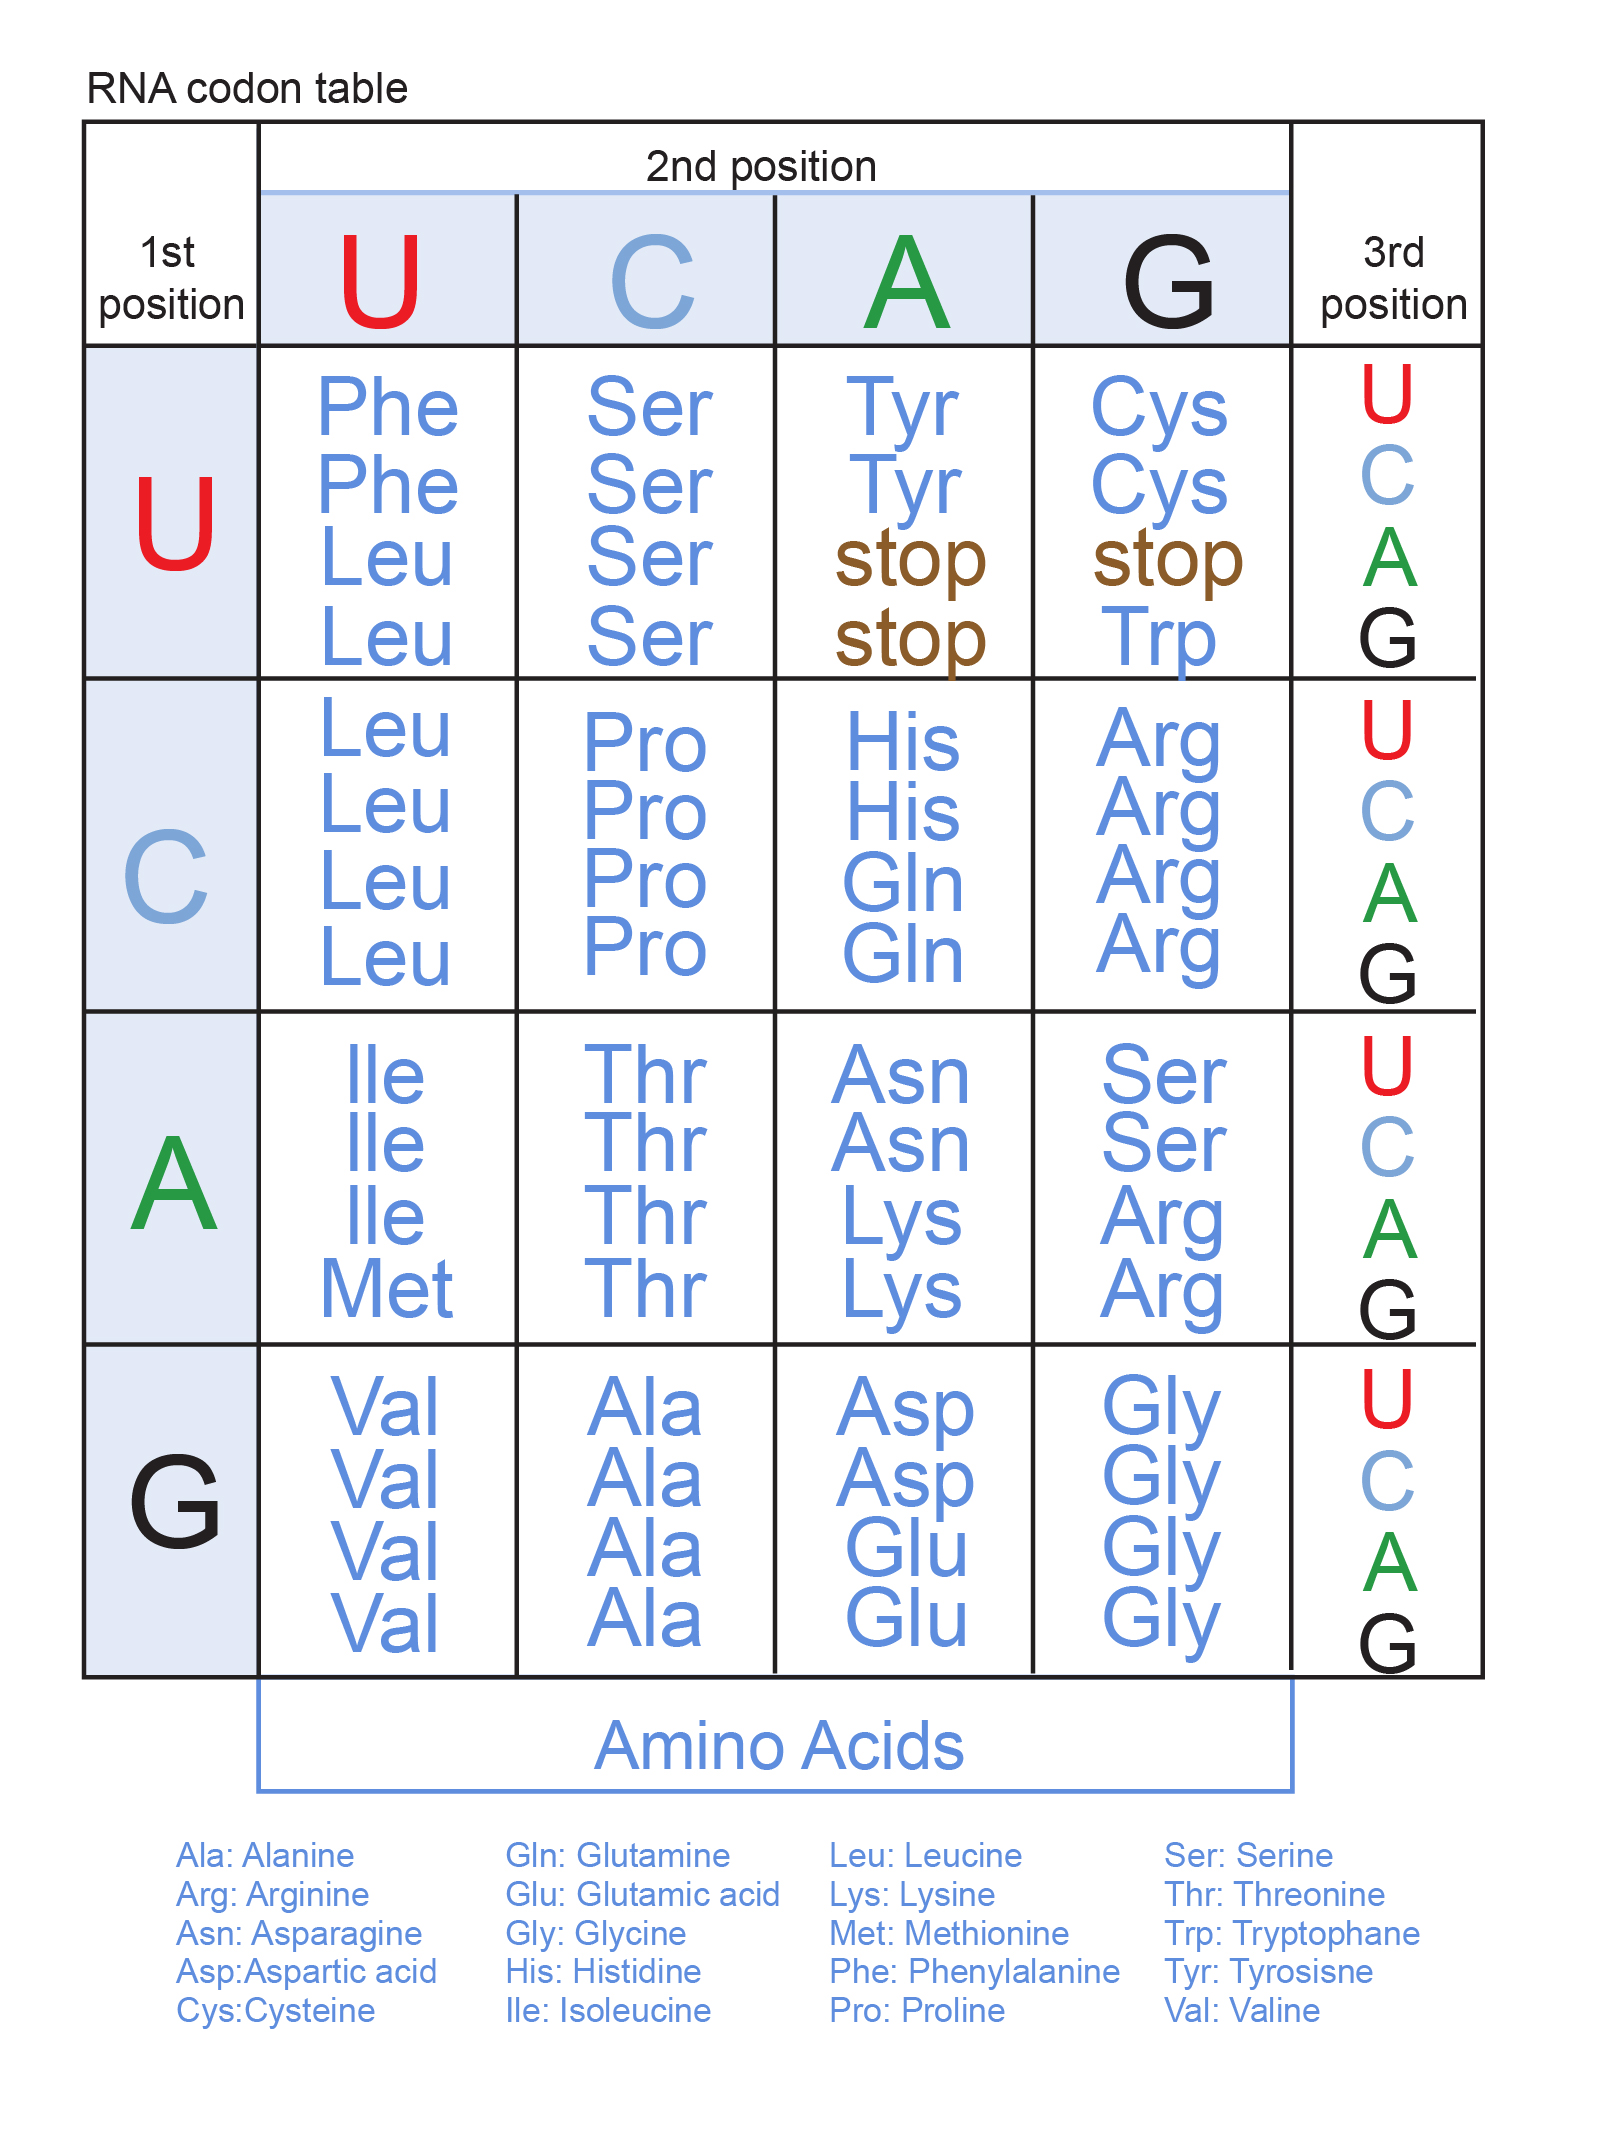 RNA codon table
2nd position
1st
position
U C A G
3rd
position
U
Phe Ser Tyr Cys U
Phe Ser Tyr Cys C
Leu Ser stop stop A
Leu Ser stop Trp G
C
Leu Pro His Arg U
Leu Pro His Arg C
Leu Pro Gln Arg A
Leu Pro Gln Arg G
A
Ile Thr Asn Ser U
Ile Thr Asn Ser C
Ile Thr Lys Arg A
Met Thr Lys Arg G
G
Val Ala Asp Gly U
Val Ala Asp Gly C
Val Ala Glu Gly A
Val Ala Glu Gly G
Amino Acids
Ala: Alanine
Arg: Arginine
Asn: Asparagine
Asp:Aspartic acid
Cys:Cysteine
Gln: Glutamine
Glu: Glutamic acid
Gly: Glycine
His: Histidine
Ile: Isoleucine
Leu: Leucine
Lys: Lysine
Met: Methionine
Phe: Phenylalanine
Pro: Proline
Ser: Serine
Thr: Threonine
Trp: Tryptophane
Tyr: Tyrosisne
Val: Valine